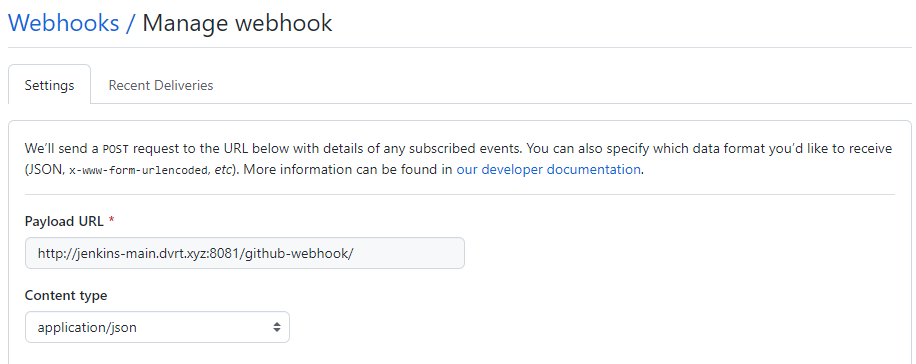 Webhooks / Manage webhook
Settings
Recent Deliveries
We’ll send a POST request to the URL below with details of any subscribed events. You can also specify which data format you’d like to receive
(JSON, x-www-form-urlencoded, etc). More information can be found in our developer documentation.
Payload URL *
http://jenkins-main.dvrt.xyz:8081/github-webhook/
Content type
application/json